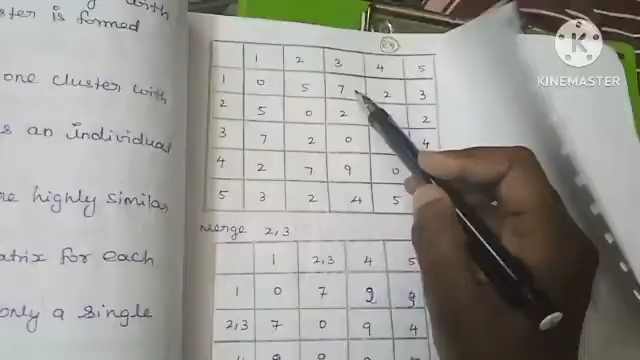 with
ster is formed
one cluster with
s an individual
re highly similar
atrix for each
only a single
1 2 3 4 5
1 0 5 7 2 3
2 5 0 2 2
3 7 2 0 4
4 2 7 9 0
5 3 2 4 5
merge 2,3
1 2,3 4 5
1 0 7 2 9
2,3 7 0 9 4
KINEMASTER